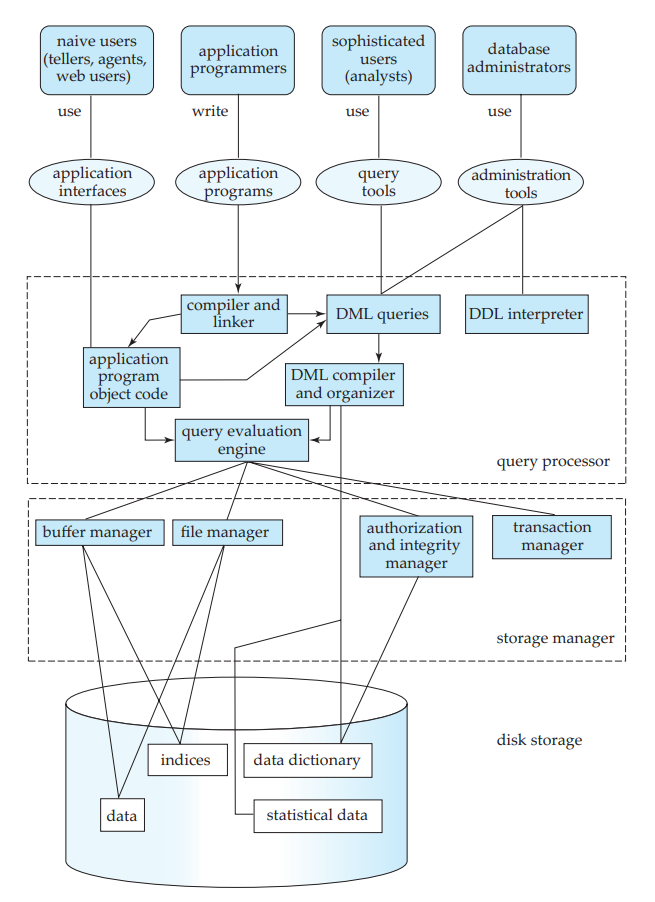 naive users
(tellers, agents,
web users)
application
programmers
sophisticated
users
(analysts)
database
administrators
use
write
use
use
application
interfaces
application
programs
query
tools
administration
tools
compiler and
linker
DML queries
DDL interpreter
application
program
object code
DML compiler
and organizer
query evaluation
engine
query processor
buffer manager
file manager
authorization
and integrity
manager
transaction
manager
storage manager
disk storage
indices
data dictionary
data
statistical data